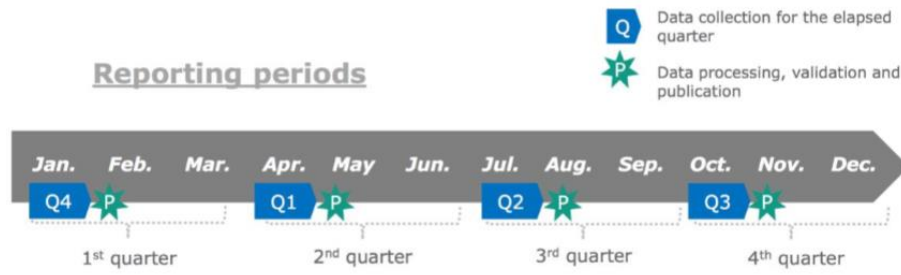 Q
Data collection for the elapsed
quarter
Reporting periods
P
Data processing, validation and
publication
Jan. Feb. Mar. Apr. May Jun. Jul. Aug. Sep. Oct. Nov. Dec.
Q4 P Q1 P Q2 P Q3 P
1st quarter 2nd quarter 3rd quarter 4th quarter